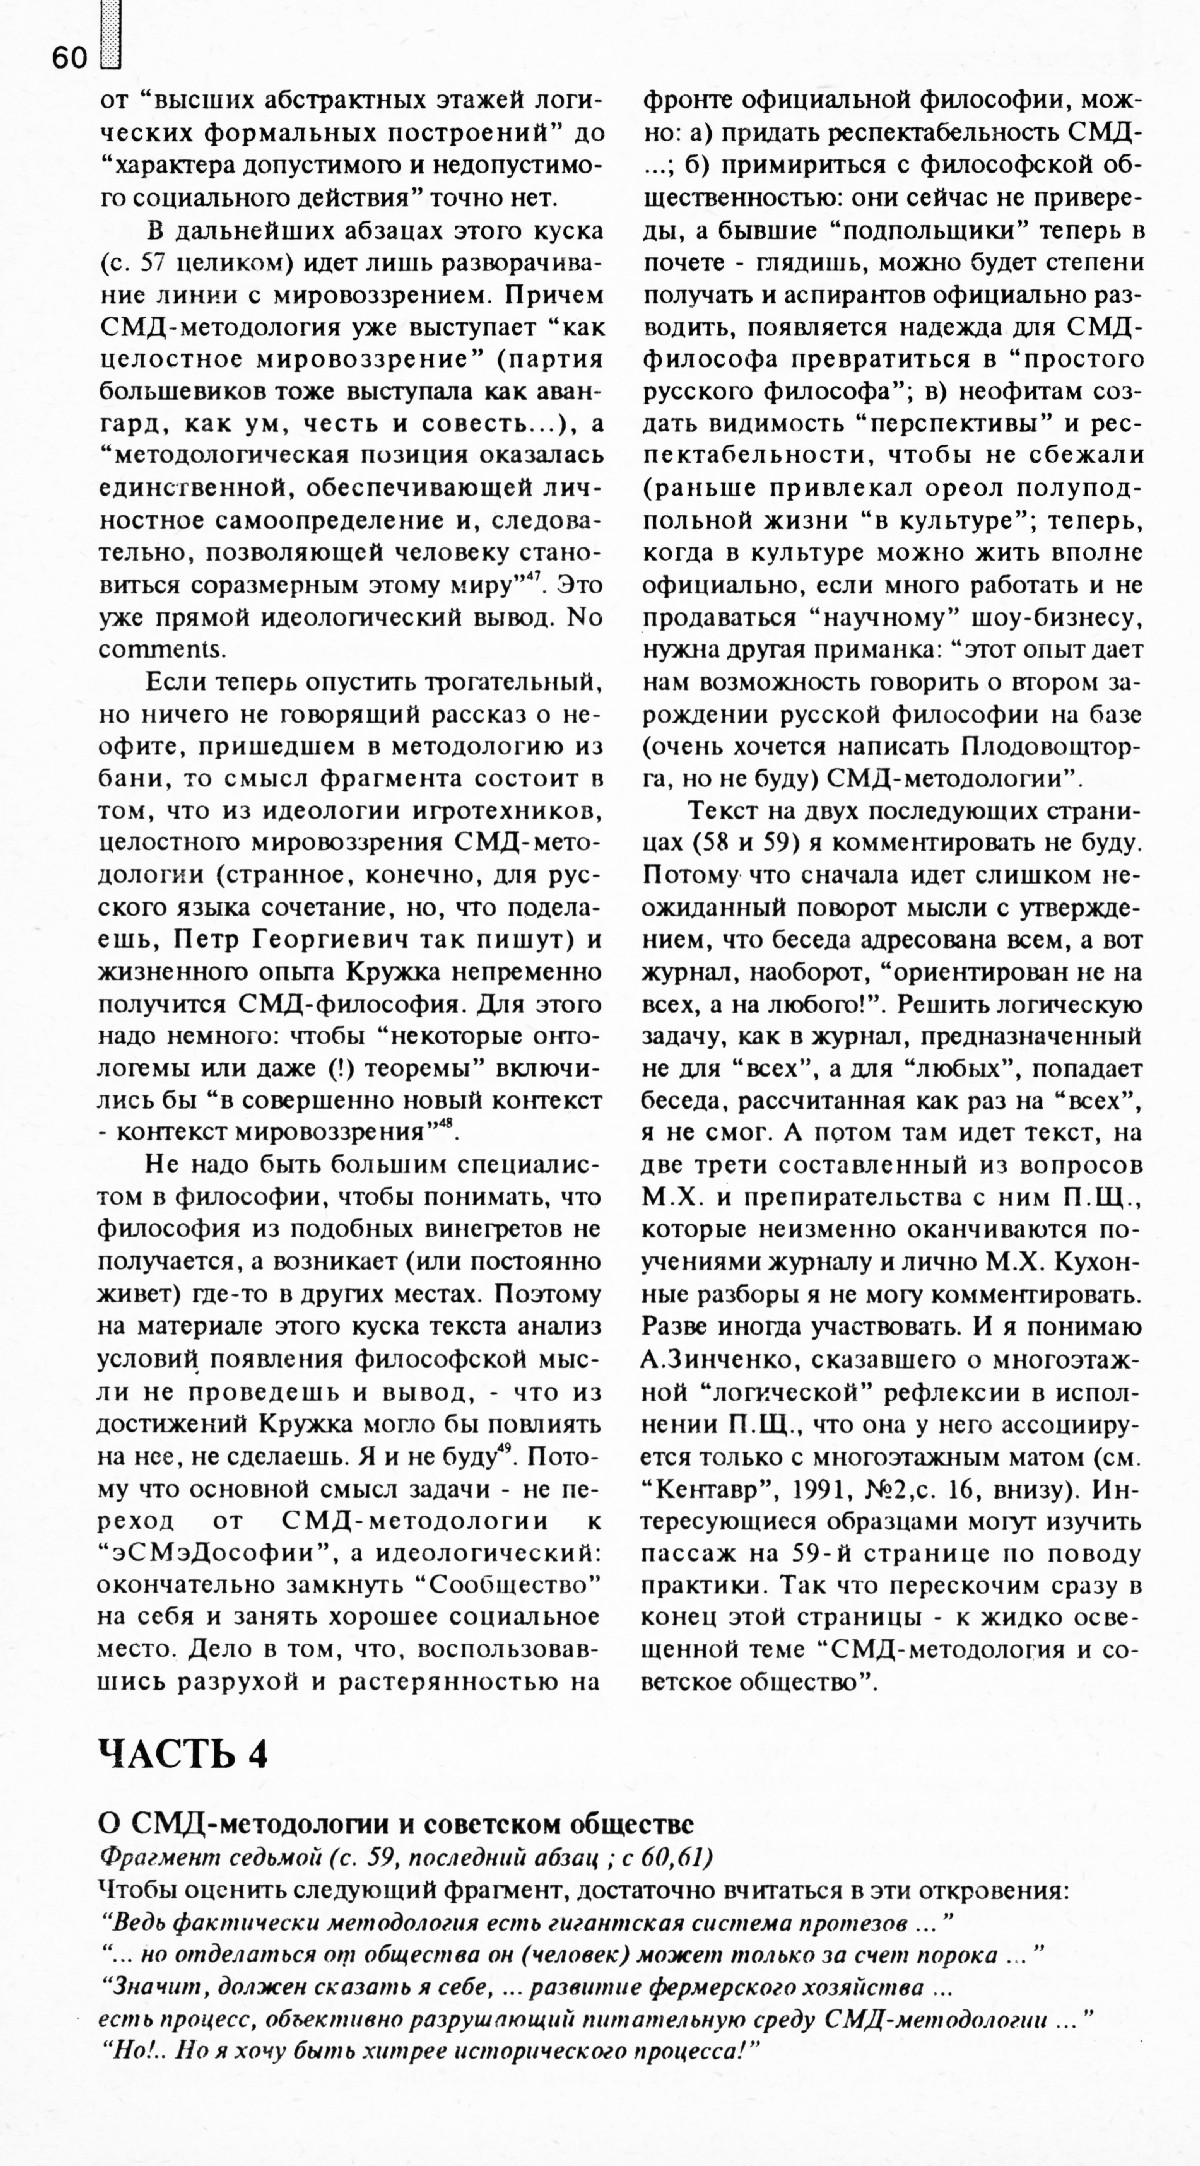 60
от “высших абстрактных этажей логи-
ческих формальных построений” до
“характера допустимого и недопустимо-
го социального действия” точно нет.
В дальнейших абзацах этого куска
(с. 57 целиком) идет лишь разворачива-
ние линии с мировоззрением. Причем
СМД-методология уже выступает “как
целостное мировоззрение” (партия
большевиков тоже выступала как аван-
гард, как ум, честь и совесть...), а
“методологическая позиция оказалась
единственной, обеспечивающей лич-
ностное самоопределение и, следова-
тельно, позволяющей человеку стано-
виться соразмерным этому миру”⁴⁷. Это
уже прямой идеологический вывод. No
comments.
Если теперь опустить трогательный,
но ничего не говорящий рассказ о не-
офите, пришедшем в методологию из
бани, то смысл фрагмента состоит в
том, что из идеологии игротехников,
целостного мировоззрения СМД-мето-
дологии (странное, конечно, для рус-
ского языка сочетание, но, что подела-
ешь, Петр Георгиевич так пишут) и
жизненного опыта Кружка непременно
получится СМД-философия. Для этого
надо немного: чтобы “некоторые онто-
логемы или даже (!) теоремы” включи-
лись бы “в совершенно новый контекст
- контекст мировоззрения”⁴⁸.
Не надо быть большим специалис-
том в философии, чтобы понимать, что
философия из подобных винегретов не
получается, а возникает (или постоянно
живет) где-то в других местах. Поэтому
на материале этого куска текста анализ
условий появления философской мыс-
ли не проведешь и вывод, - что из
достижений Кружка могло бы повлиять
на нее, не сделаешь. Я и не буду⁴⁹. Пото-
му что основной смысл задачи - не пе-
реход от СМД-методологии к
“эСМэДософии”, а идеологический:
окончательно замкнуть “Сообщество”
на себя и занять хорошее социальное
место. Дело в том, что, воспользовав-
шись разрухой и растерянностью на
фронте официальной философии, мож-
но: а) придать респектабельность СМД-
...; б) примириться с философской об-
щественностью: они сейчас не привере-
ды, а бывшие “подпольщики” теперь в
почете - глядишь, можно будет степени
получать и аспирантов официально раз-
водить, появляется надежда для СМД-
философа превратиться в “простого
русского философа”; в) неофитам соз-
дать видимость “перспективы” и рес-
пектабельности, чтобы не сбежали
(раньше привлекал ореол полупод-
польной жизни “в культуре”; теперь,
когда в культуре можно жить вполне
официально, если много работать и не
продаваться “научному” шоу-бизнесу,
нужна другая приманка: “этот опыт дает
нам возможность говорить о втором за-
рождении русской философии на базе
(очень хочется написать Плодовощтор-
га, но не буду) СМД-методологии”.
Текст на двух последующих страни-
цах (58 и 59) я комментировать не буду.
Потому что сначала идет слишком не-
ожиданный поворот мысли с утвержде-
нием, что беседа адресована всем, а вот
журнал, наоборот, “ориентирован не на
всех, а на любого!”. Решить логическую
задачу, как в журнал, предназначенный
не для “всех”, а для “любых”, попадает
беседа, рассчитанная как раз на “всех”,
я не смог. А потом там идет текст, на
две трети составленный из вопросов
М.Х. и препирательства с ним П.Щ.,
которые неизменно оканчиваются по-
учениями журналу и лично М.Х. Кухон-
ные разборы я не могу комментировать.
Разве иногда участвовать. И я понимаю
А.Зинченко, сказавшего о многоэтаж-
ной “логической” рефлексии в испол-
нении П.Щ., что она у него ассоцииру-
ется только с многоэтажным матом (см.
“Кентавр”, 1991, №2,с. 16, внизу). Ин-
тересующиеся образцами могут изучить
пассаж на 59-й странице по поводу
практики. Так что перескочим сразу в
конец этой страницы - к жидко осве-
щенной теме “СМД-методология и со-
ветское общество”.
ЧАСТЬ 4
О СМД-методологии и советском обществе
Фрагмент седьмой (с. 59, последний абзац ; с 60,61)
Чтобы оценить следующий фрагмент, достаточно вчитаться в эти откровения:
“Ведь фактически методология есть гигантская система протезов ... ”
“... но отделаться от общества он (человек) может только за счет порока ... ”
“Значит, должен сказать я себе, ... развитие фермерского хозяйства ...
есть процесс, объективно разрушающий питательную среду СМД-методологии ... ”
“Но!.. Но я хочу быть хитрее исторического процесса!”